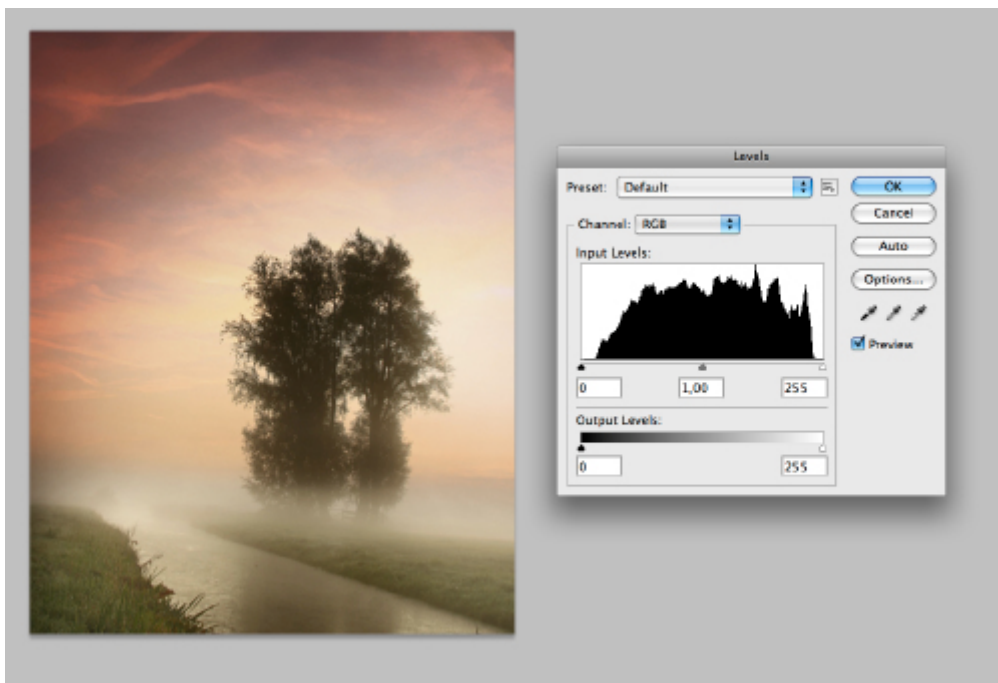 Levels
Preset: Default
OK
Cancel
Channel: RGB
Auto
Input Levels:
Options...
Preview
0 1,00 255
Output Levels:
0 255